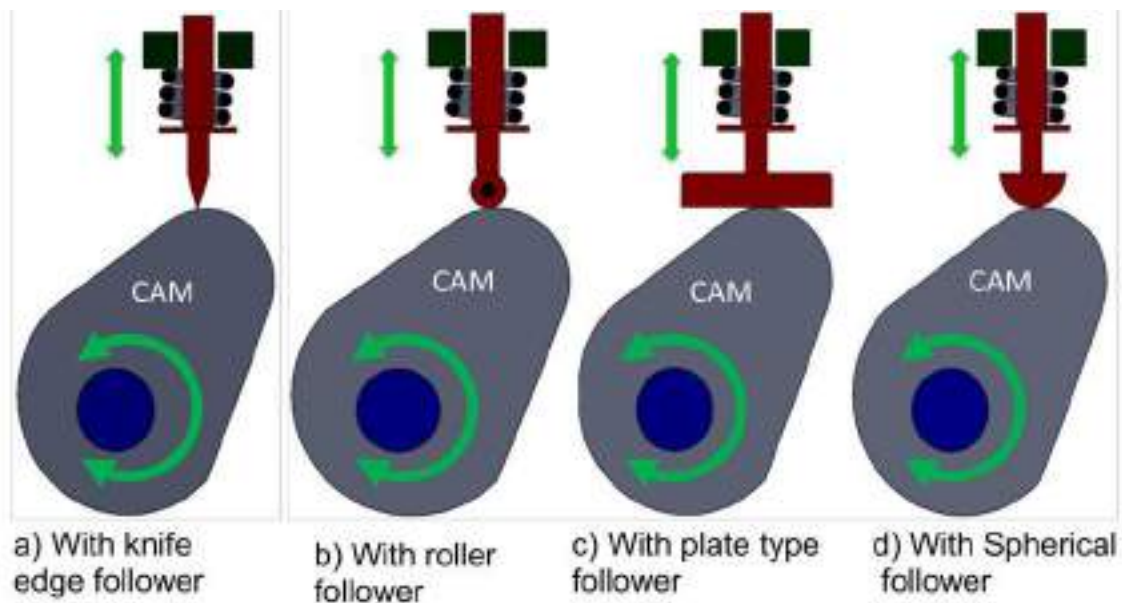 CAM
CAM
CAM
CAM
a) With knife
edge follower
b) With roller
follower
c) With plate type
follower
d) With Spherical
follower